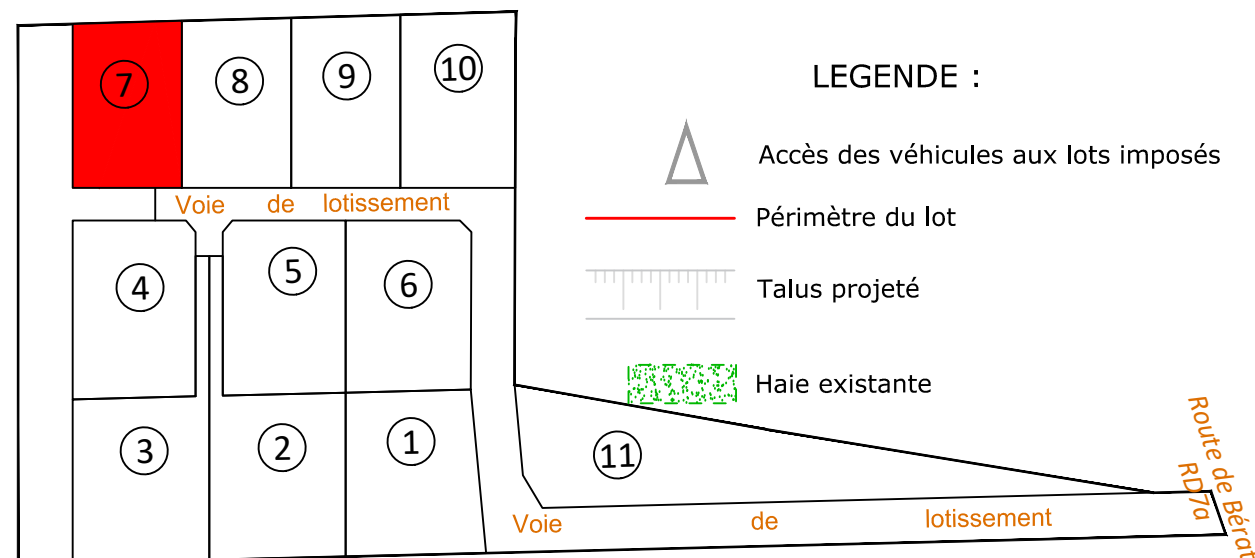 7
8
9
10
LEGENDE :
Accès des véhicules aux lots imposés
Voie de lotissement
Périmètre du lot
4
5
6
Talus projeté
Haie existante
3
2
1
11
Route de Bérat
RD7a
Voie de lotissement